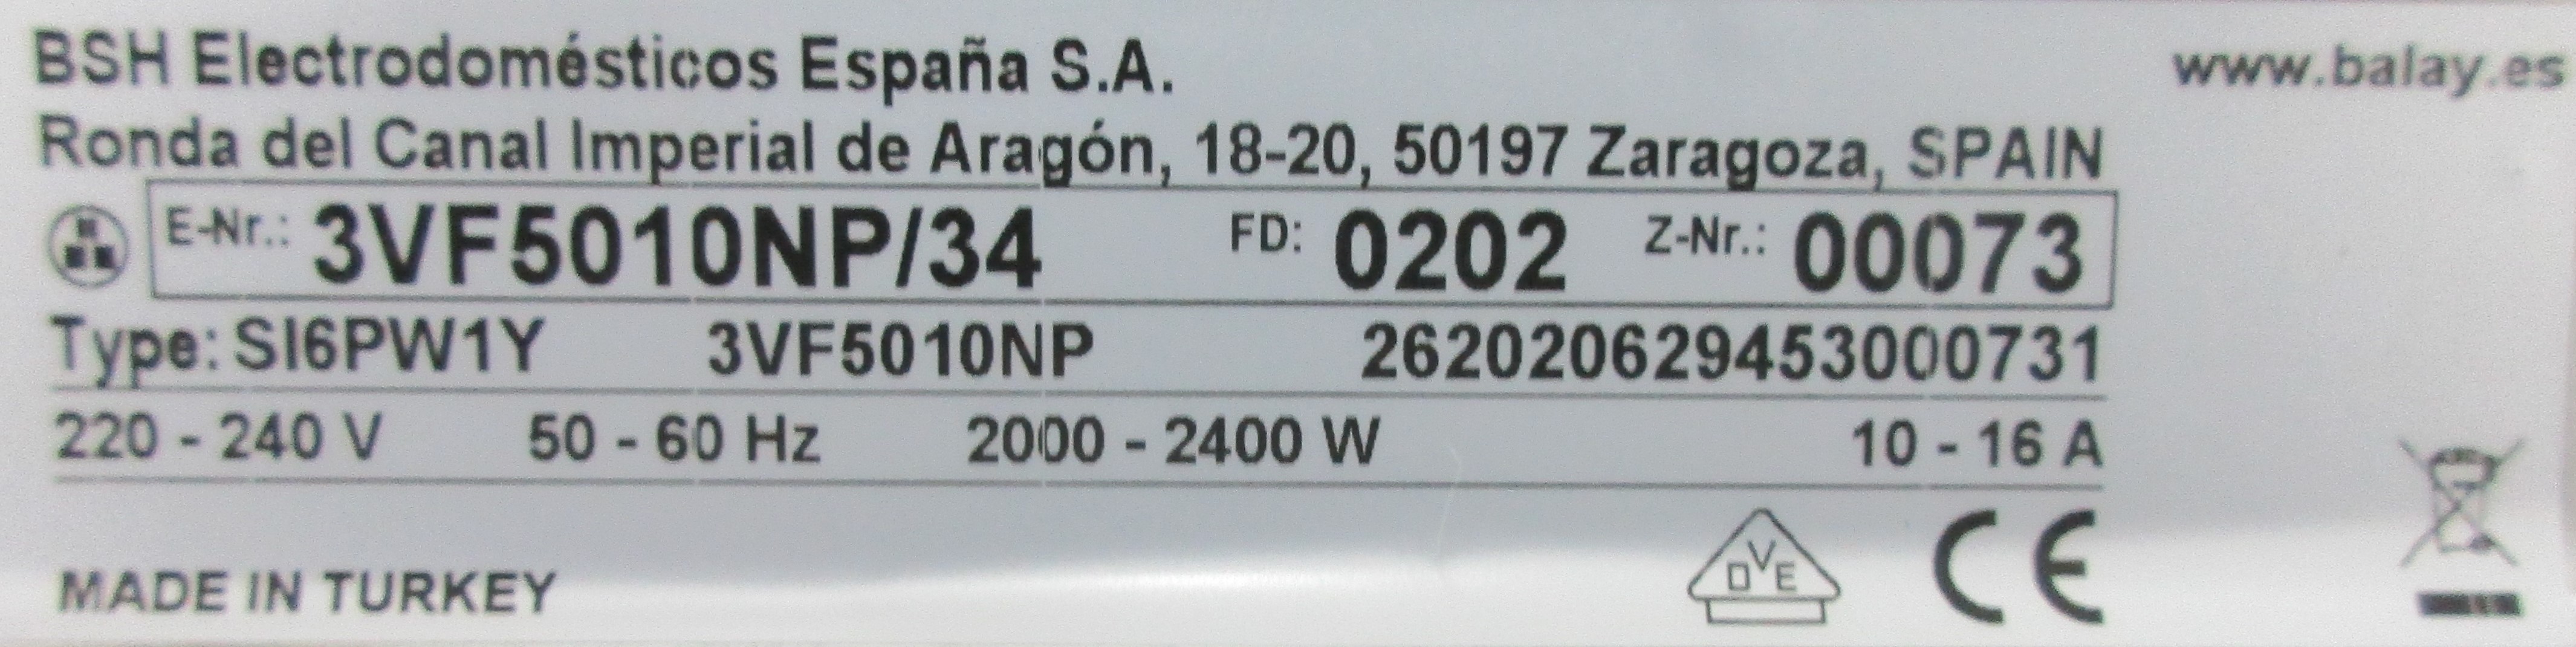 BSH Electrodomésticos España S.A. www.balay.es
Ronda del Canal Imperial de Aragón, 18-20, 50197 Zaragoza, SPAIN
E-Nr.: 3VF5010NP/34 FD: 0202 Z-Nr.: 00073
Type: SI6PW1Y 3VF5010NP 262020629453000731
220 - 240 V 50 - 60 Hz 2000 - 2400 W 10 - 16 A
DVE CE
MADE IN TURKEY